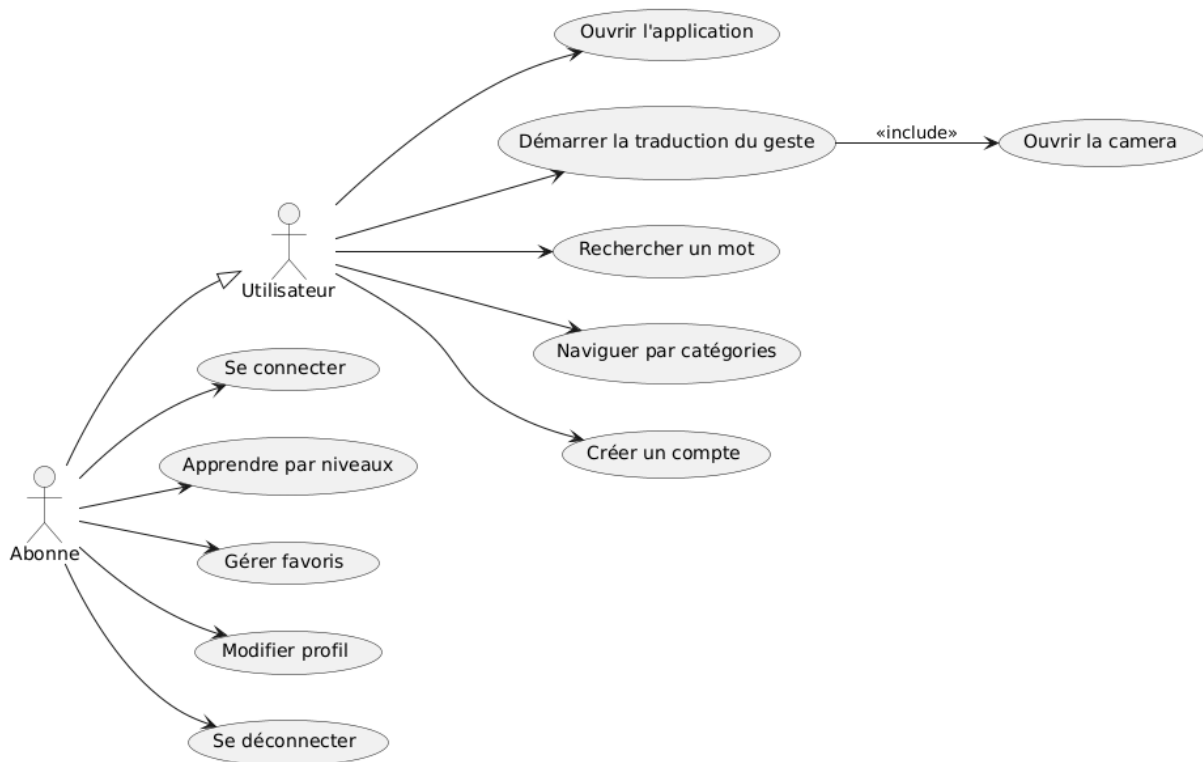 Ouvrir l'application
Démarrer la traduction du geste
«include»
Ouvrir la camera
Rechercher un mot
Utilisateur
Naviguer par catégories
Se connecter
Créer un compte
Apprendre par niveaux
Abonne
Gérer favoris
Modifier profil
Se déconnecter